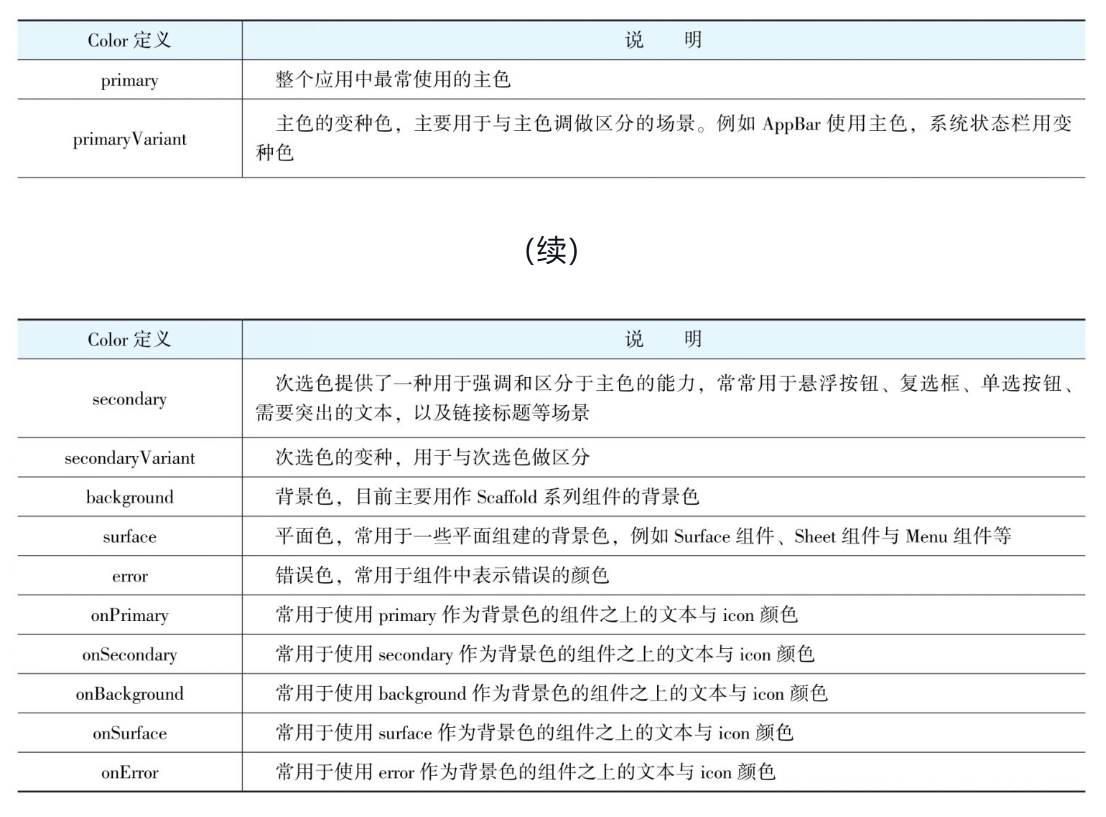 Color 定义 说 明
primary 整个应用中最常使用的主色
primaryVariant 主色的变种色，主要用于与主色调做区分的场景。例如 AppBar 使用主色，系统状态栏用变
种色
(续)
Color 定义 说 明
secondary 次选色提供了一种用于强调和区分于主色的能力，常常用于悬浮按钮、复选框、单选按钮、
需要突出的文本，以及链接标题等场景
secondaryVariant 次选色的变种，用于与次选色做区分
background 背景色，目前主要用作 Scaffold 系列组件的背景色
surface 平面色，常用于一些平面组建的背景色，例如 Surface 组件、Sheet 组件与 Menu 组件等
error 错误色，常用于组件中表示错误的颜色
onPrimary 常用于使用 primary 作为背景色的组件之上的文本与 icon 颜色
onSecondary 常用于使用 secondary 作为背景色的组件之上的文本与 icon 颜色
onBackground 常用于使用 background 作为背景色的组件之上的文本与 icon 颜色
onSurface 常用于使用 surface 作为背景色的组件之上的文本与 icon 颜色
onError 常用于使用 error 作为背景色的组件之上的文本与 icon 颜色